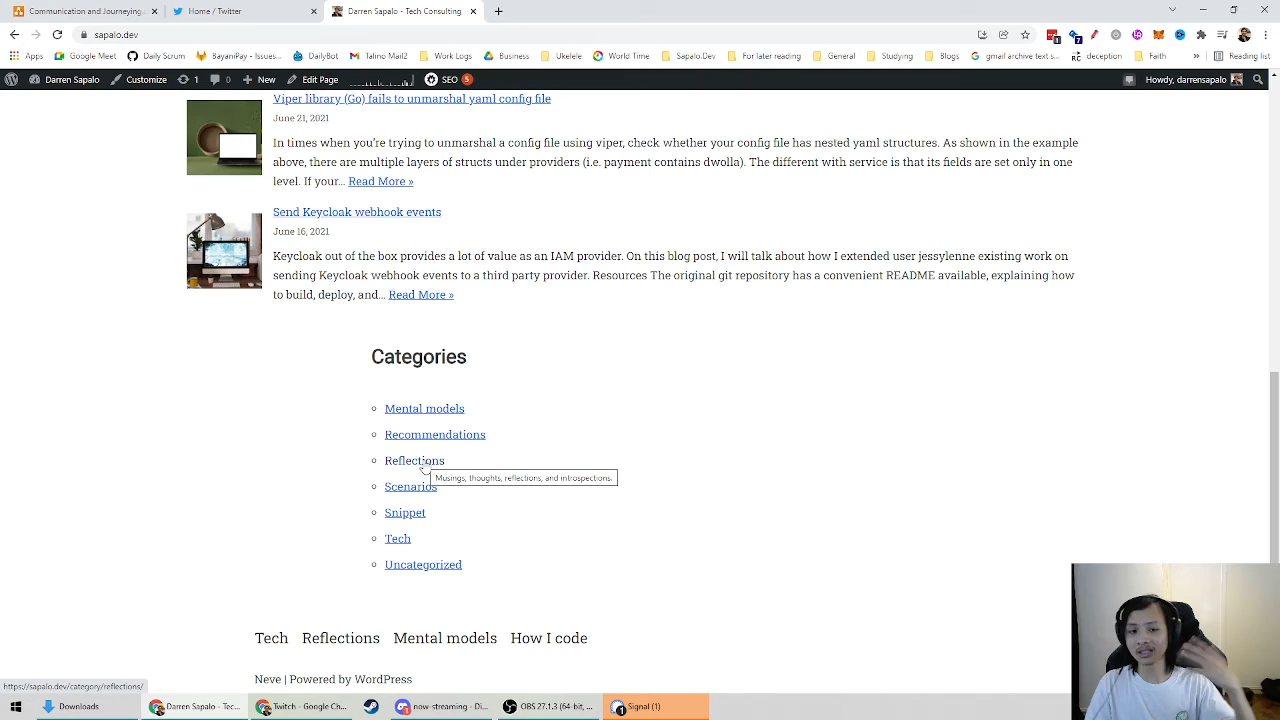 Communication and Journeying
Home / Twitter
Darren Sapalo - Tech Consulting
sapalo.dev
Apps
Google Meet
Daily Scrum
BayaniPay - Issues...
DailyBot
Talino Mail2
Work Logs
Business
Ukelele
World Time
Sapalo.Dev
For later reading
General
Studying
Blogs
gmail archive text s...
deception
Faith
Reading list
Darren Sapalo
Customize
1
0
New
Edit Page
SEO
5
Howdy, darrensapalo
Viper library (Go) fails to unmarshal yaml config file
June 21, 2021
In times when you're trying to unmarshal a config file using viper, check whether your config file has nested yaml structures. As shown in the example
above, there are multiple layers of structs under providers (i.e. payment contains dwolla). The different with service is that its fields are set only in one
level. If your... Read More »
Send Keycloak webhook events
June 16, 2021
Keycloak out of the box provides a lot of value as an IAM provider. On this blog post, I will talk about how I extended up jessylenne existing work on
sending Keycloak webhook events to a third party provider. Resources The original git repository has a convenient README available, explaining how
to build, deploy, and... Read More »
Categories
Mental models
Recommendations
Reflections
Musings, thoughts, reflections, and introspections.
Scenarios
Snippet
Tech
Uncategorized
Tech Reflections Mental models How I code
Neve | Powered by WordPress
https://sapalo.dev/category/reflections/
Downloads
Darren Sapalo - Tec...
Twitch - Google Ch...
now-streaming - Di...
OBS 27.1.3 (64-bit, ...
Signal (1)